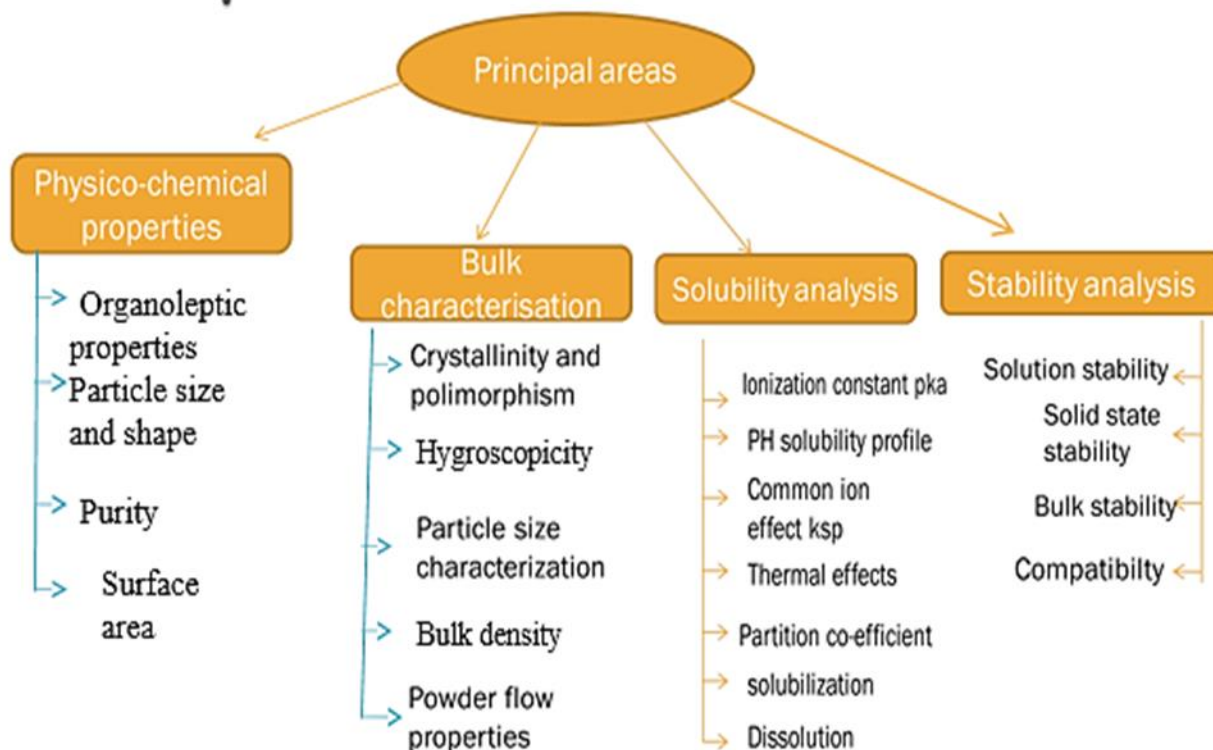 Principal areas
Physico-chemical
properties
Organoleptic
properties
Particle size
and shape
Purity
Surface
area
Bulk
characterisation
Crystallinity and
polimorphism
Hygroscopicity
Particle size
characterization
Bulk density
Powder flow
properties
Solubility analysis
Ionization constant pka
PH solubility profile
Common ion
effect ksp
Thermal effects
Partition co-efficient
solubilization
Dissolution
Stability analysis
Solution stability
Solid state
stability
Bulk stability
Compatibilty